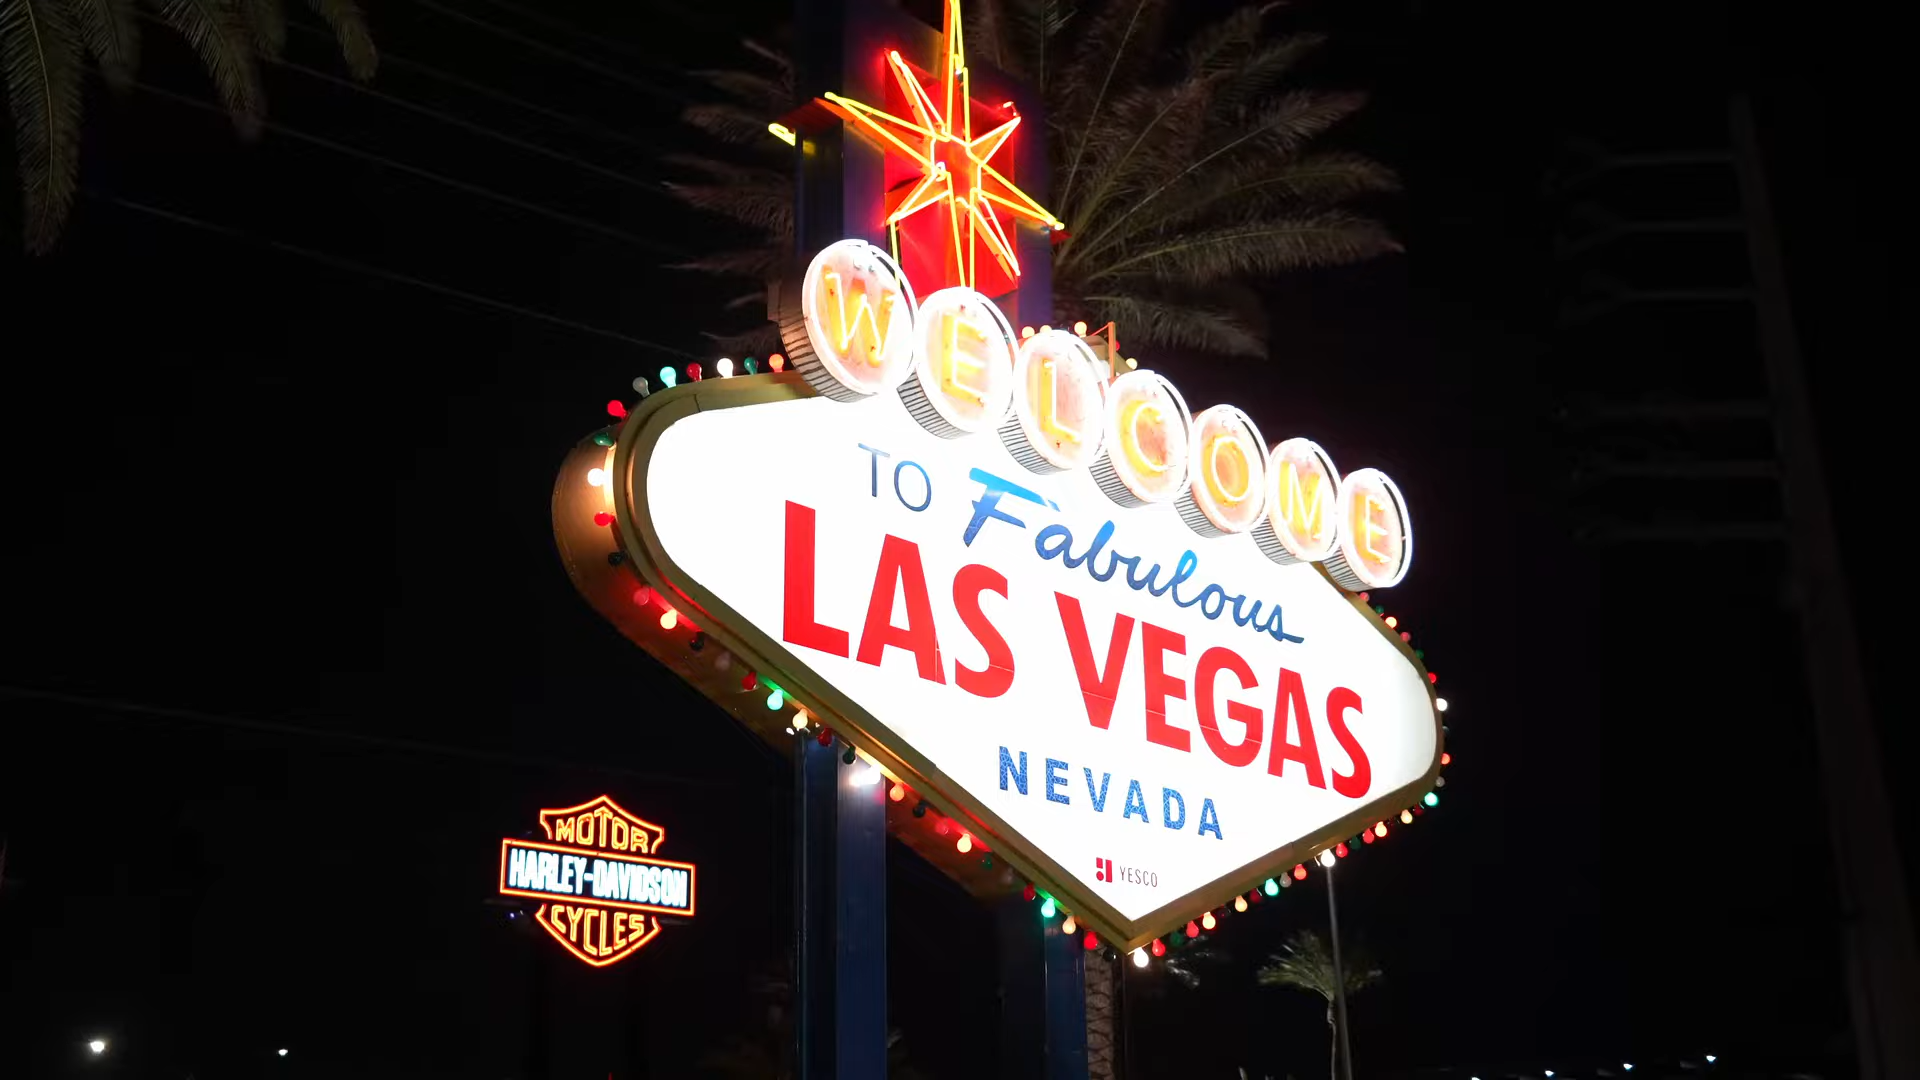 WELCOME
TO Fabulous
LAS VEGAS
NEVADA
YESCO
MOTOR
HARLEY-DAVIDSON
CYCLES